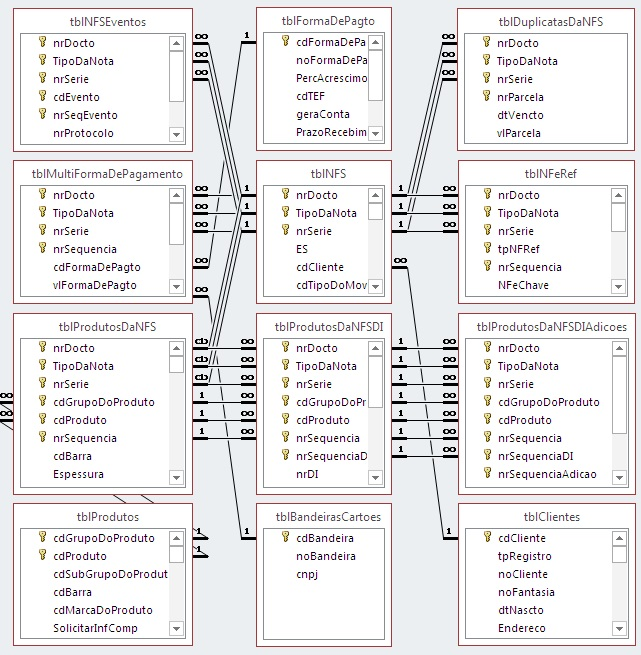 tblNFSEventos
nrDocto
TipoDaNota
nrSerie
cdEvento
nrSeqEvento
nrProtocolo
tblFormaDePagto
cdFormaDePa
noFormaDePa
PercAcrescimo
cdTEF
geraConta
PrazoRecebim
tblDuplicatasDaNFS
nrDocto
TipoDaNota
nrSerie
nrParcela
dtVencto
vlParcela
tblMultiFormaDePagamento
nrDocto
TipoDaNota
nrSerie
nrSequencia
cdFormaDePagto
vlFormaDePagto
tblNFS
nrDocto
TipoDaNota
nrSerie
ES
cdCliente
cdTipoDoMov
tblNFeRef
nrDocto
TipoDaNota
nrSerie
tpNFRef
nrSequencia
NFeChave
tblProdutosDaNFS
nrDocto
TipoDaNota
nrSerie
cdGrupoDoProduto
cdProduto
nrSequencia
cdBarra
Espessura
tblProdutosDaNFSDI
nrDocto
TipoDaNota
nrSerie
cdGrupoDoPr
cdProduto
nrSequencia
nrSequenciaD
nrDI
tblProdutosDaNFSDIAdicoes
nrDocto
TipoDaNota
nrSerie
cdGrupoDoProduto
cdProduto
nrSequencia
nrSequenciaDI
nrSequenciaAdicao
tblProdutos
cdGrupoDoProduto
cdProduto
cdSubGrupoDoProdut
cdBarra
cdMarcaDoProduto
SolicitarInfComp
tblBandeirasCartoes
cdBandeira
noBandeira
cnpj
tblClientes
cdCliente
tpRegistro
noCliente
noFantasia
dtNascto
Endereco